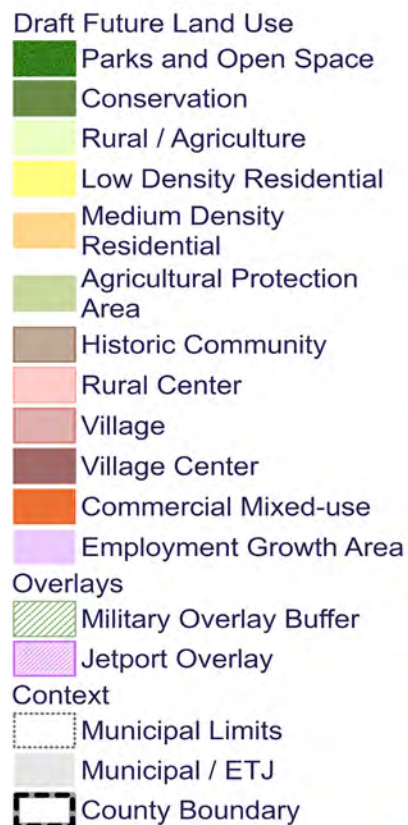 Draft Future Land Use
Parks and Open Space
Conservation
Rural / Agriculture
Low Density Residential
Medium Density
Residential
Agricultural Protection
Area
Historic Community
Rural Center
Village
Village Center
Commercial Mixed-use
Employment Growth Area
Overlays
Military Overlay Buffer
Jetport Overlay
Context
Municipal Limits
Municipal / ETJ
County Boundary